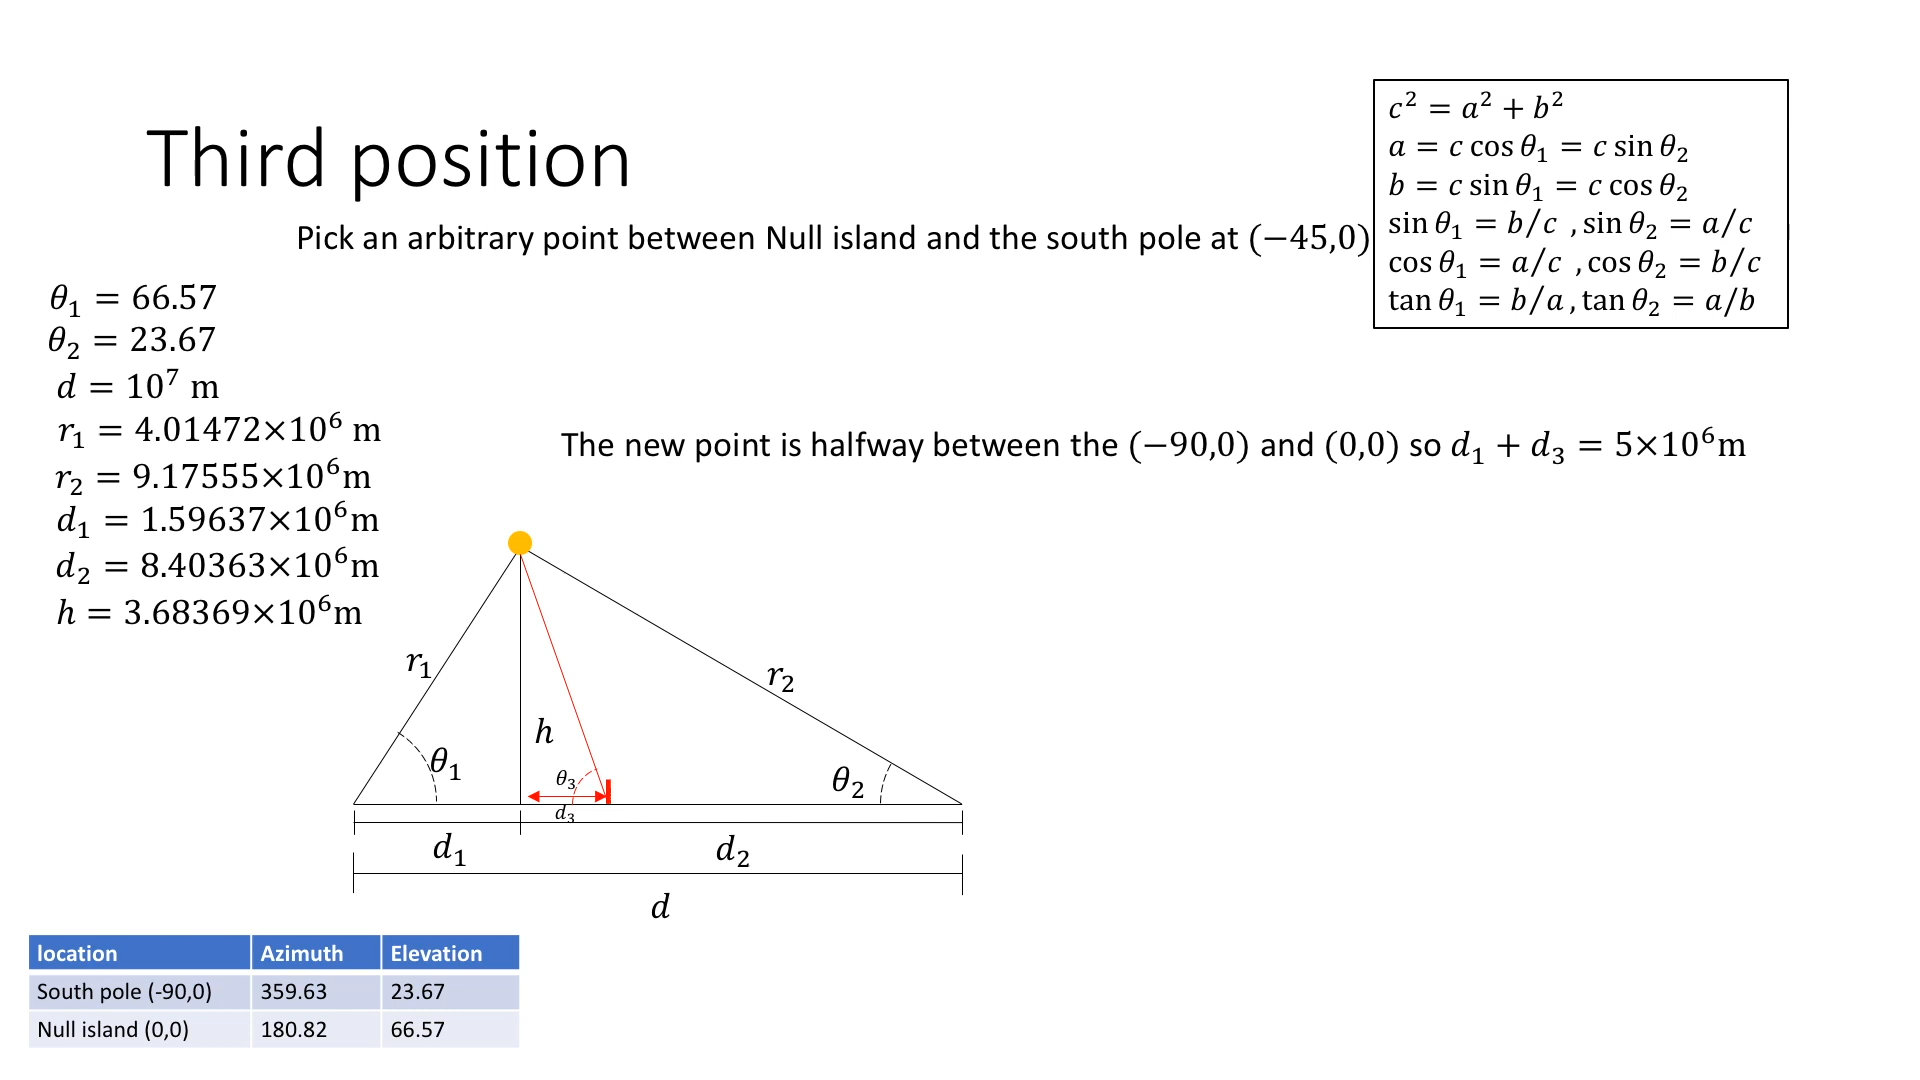 Third position
c² = a² + b²
a = c cos θ₁ = c sin θ₂
b = c sin θ₁ = c cos θ₂
sin θ₁ = b/c , sin θ₂ = a/c
cos θ₁ = a/c , cos θ₂ = b/c
tan θ₁ = b/a , tan θ₂ = a/b
Pick an arbitrary point between Null island and the south pole at (−45,0)
θ₁ = 66.57
θ₂ = 23.67
d = 10⁷ m
r₁ = 4.01472×10⁶ m
r₂ = 9.17555×10⁶m
d₁ = 1.59637×10⁶m
d₂ = 8.40363×10⁶m
h = 3.68369×10⁶m
The new point is halfway between the (−90,0) and (0,0) so d₁ + d₃ = 5×10⁶m
r₁
r₂
h
θ₁
θ₃
θ₂
d₃
d₁
d₂
d
location Azimuth Elevation
South pole (-90,0) 359.63 23.67
Null island (0,0) 180.82 66.57